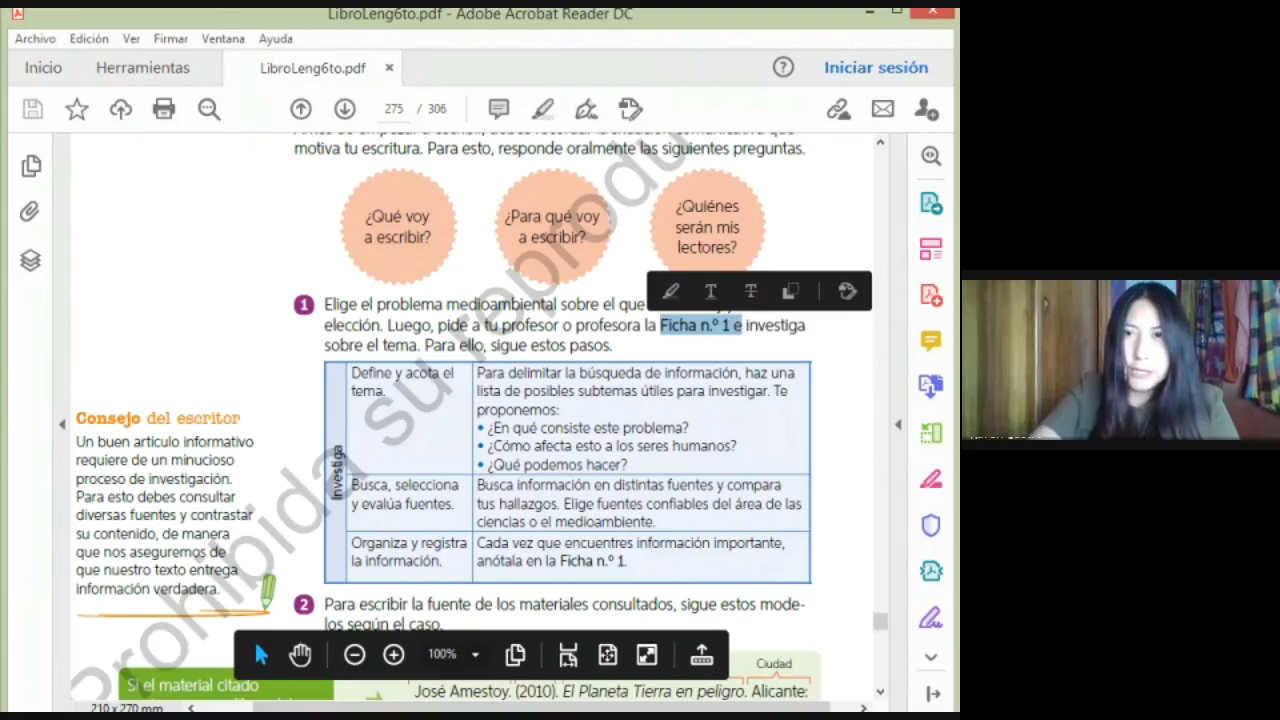 LibroLeng6to.pdf - Adobe Acrobat Reader DC
Archivo Edición Ver Firmar Ventana Ayuda
Inicio Herramientas LibroLeng6to.pdf × Iniciar sesión
275 / 306
motiva tu escritura. Para esto, responde oralmente las siguientes preguntas.
¿Qué voy
a escribir?
¿Para qué voy
a escribir?
¿Quiénes
serán mis
lectores?
1 Elige el problema medioambiental sobre el que
elección. Luego, pide a tu profesor o profesora la Ficha n.º 1 e investiga
sobre el tema. Para ello, sigue estos pasos.
Investiga
Define y acota el
tema.
Para delimitar la búsqueda de información, haz una
lista de posibles subtemas útiles para investigar. Te
proponemos:
• ¿En qué consiste este problema?
• ¿Cómo afecta esto a los seres humanos?
• ¿Qué podemos hacer?
Busca, selecciona
y evalúa fuentes.
Busca información en distintas fuentes y compara
tus hallazgos. Elige fuentes confiables del área de las
ciencias o el medioambiente.
Organiza y registra
la información.
Cada vez que encuentres información importante,
anótala en la Ficha n.º 1.
Consejo del escritor
Un buen artículo informativo
requiere de un minucioso
proceso de investigación.
Para esto debes consultar
diversas fuentes y contrastar
su contenido, de manera
que nos aseguremos de
que nuestro texto entrega
información verdadera.
2 Para escribir la fuente de los materiales consultados, sigue estos mode-
los según el caso.
100%
Si el material citado
Ciudad
José Amestoy. (2010). El Planeta Tierra en peligro. Alicante:
210 x 270 mm
Prohibida su reprodu